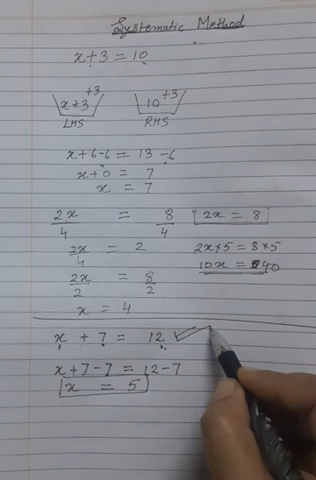 Systematic Method
x + 3 = 10
x+3 +3 10 +3
LHS RHS
x+6-6 = 13-6
x+0 = 7
x = 7
2x/4 = 8/4 2x = 8
2x/4 = 2 2x×5 = 8×5
10x = 40
2x/2 = 8/2
x = 4
x + 7 = 12
x+7-7 = 12-7
x = 5